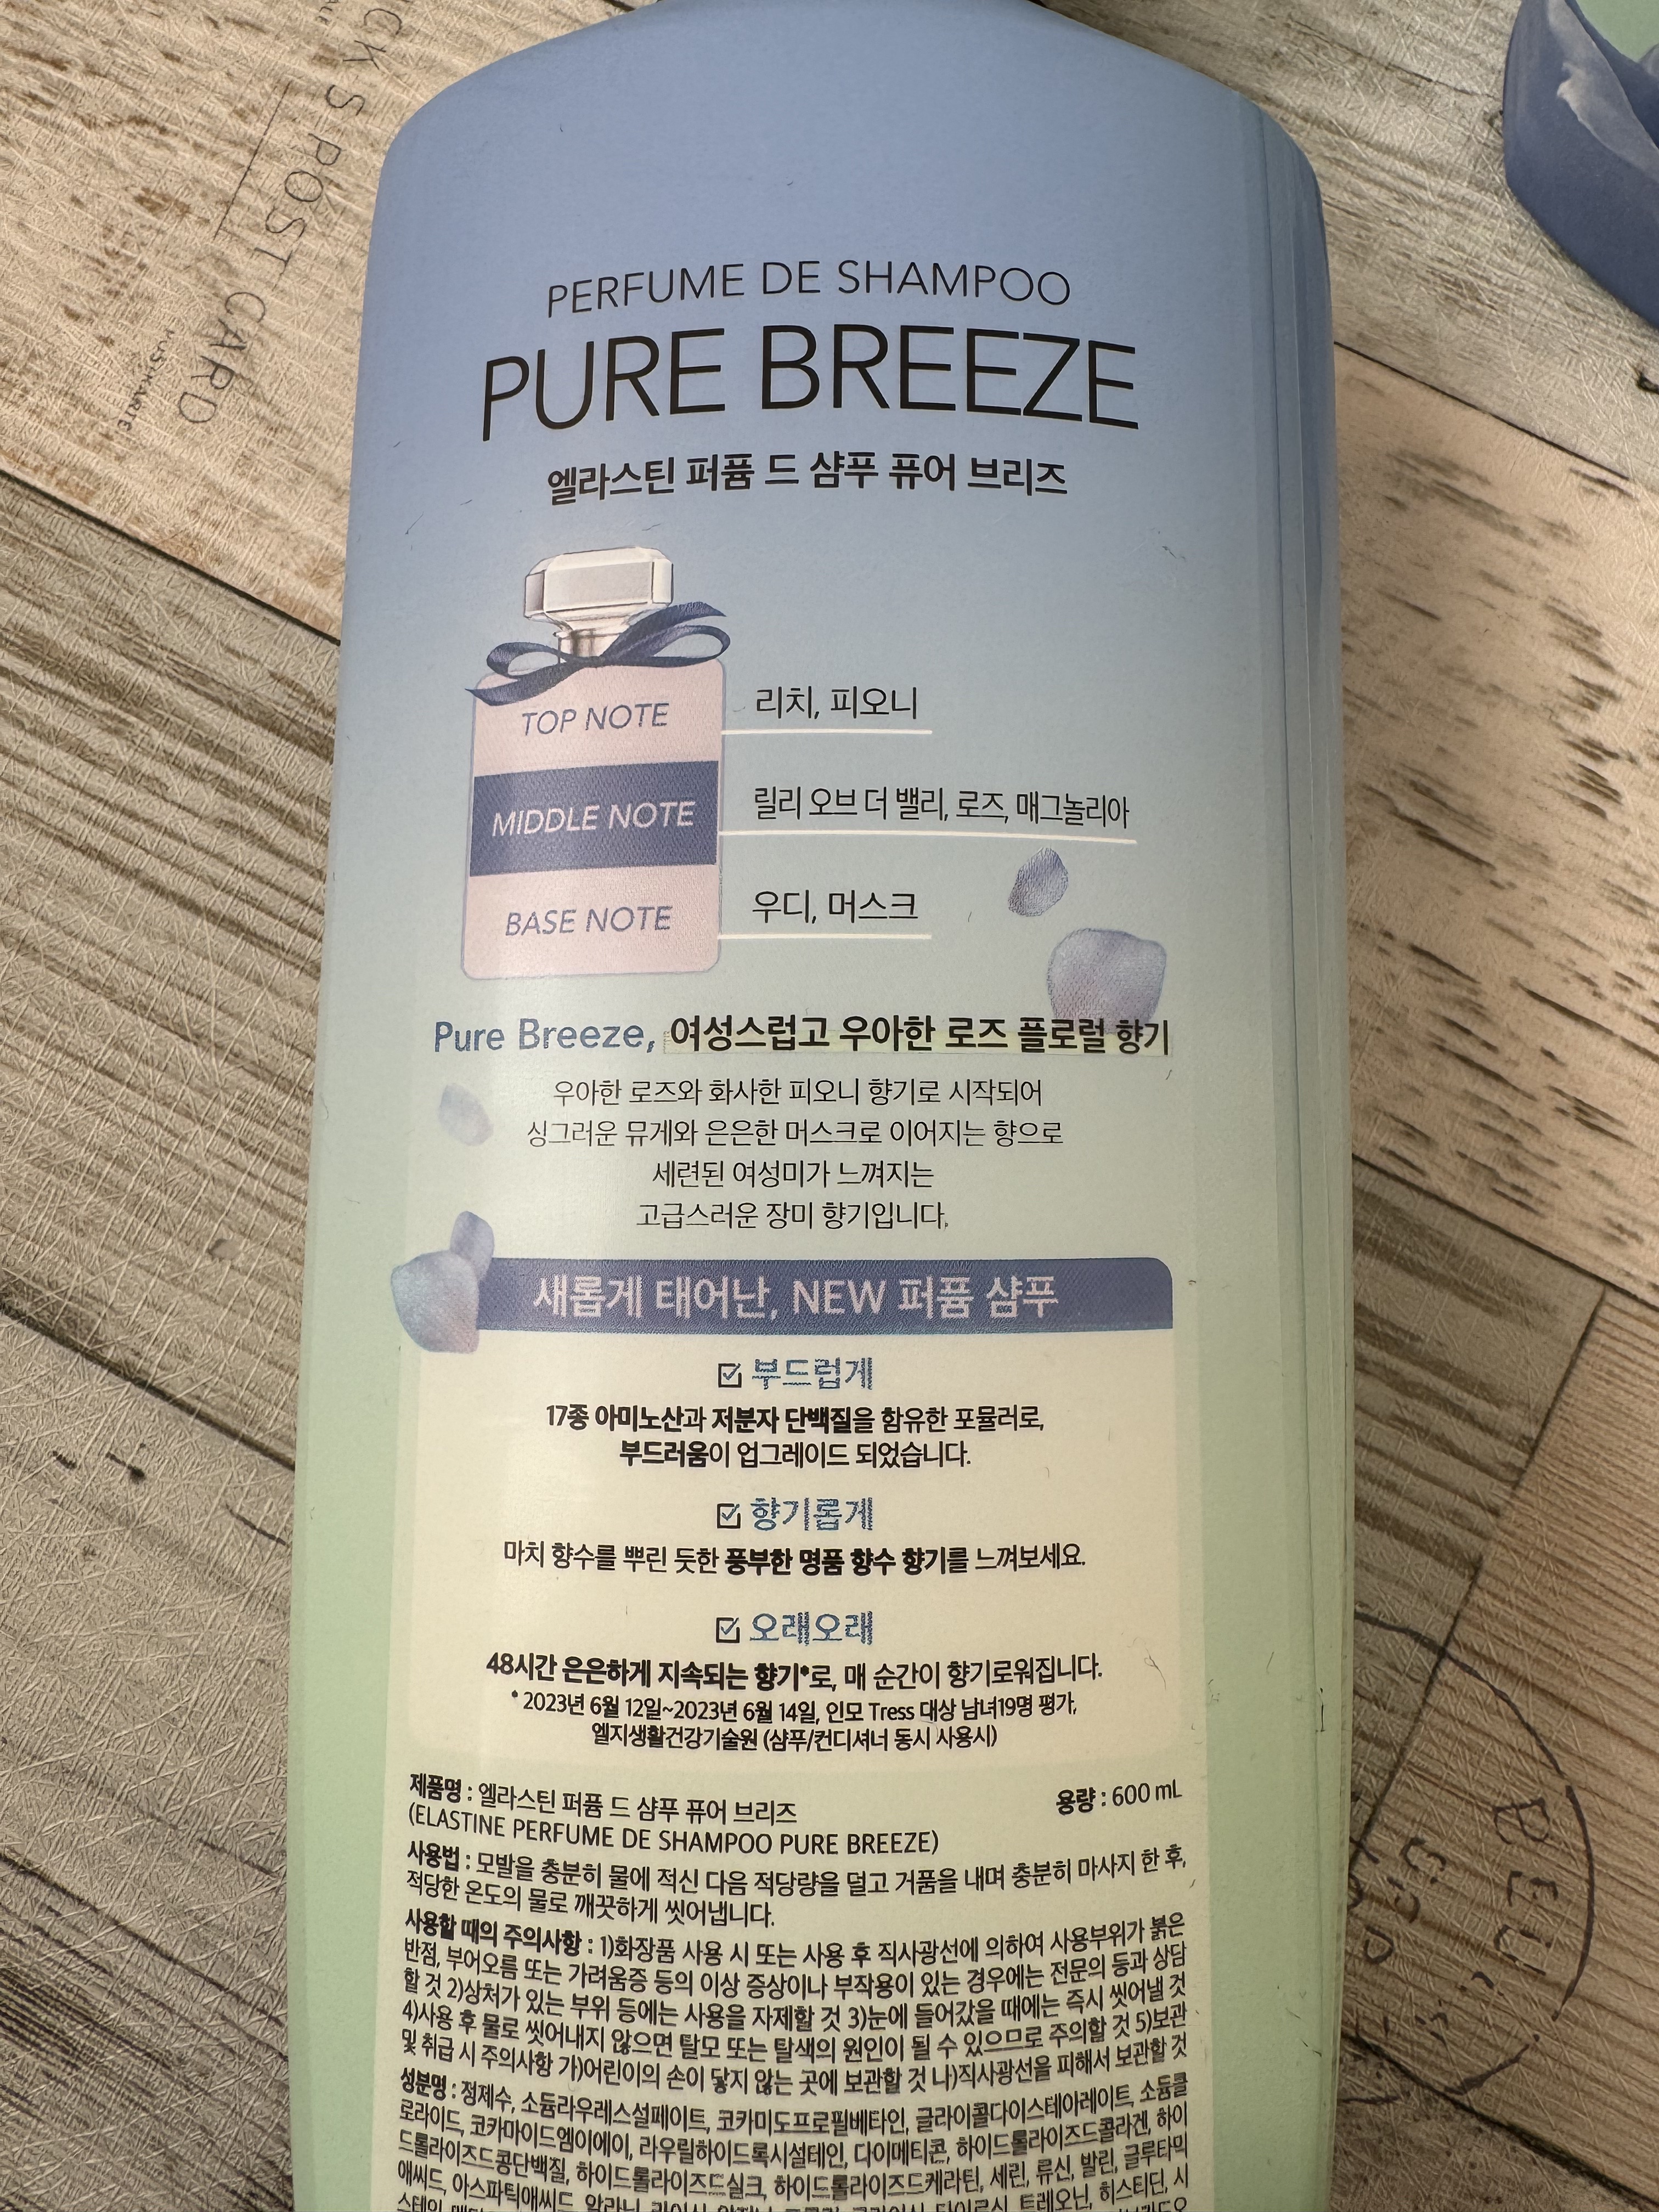 PERFUME DE SHAMPOO
PURE BREEZE
엘라스틴 퍼퓸 드 샴푸 퓨어 브리즈
TOP NOTE
리치, 피오니
MIDDLE NOTE
릴리 오브 더 밸리, 로즈, 매그놀리아
BASE NOTE
우디, 머스크
Pure Breeze, 여성스럽고 우아한 로즈 플로럴 향기
우아한 로즈와 화사한 피오니 향기로 시작되어
싱그러운 뮤게와 은은한 머스크로 이어지는 향으로
세련된 여성미가 느껴지는
고급스러운 장미 향기입니다.
새롭게 태어난, NEW 퍼퓸 샴푸
부드럽게
17종 아미노산과 저분자 단백질을 함유한 포뮬러로,
부드러움이 업그레이드 되었습니다.
향기롭게
마치 향수를 뿌린 듯한 풍부한 명품 향수 향기를 느껴보세요.
오래오래
48시간 은은하게 지속되는 향기*로, 매 순간이 향기로워집니다.
* 2023년 6월 12일~2023년 6월 14일, 인모 Tress 대상 남녀19명 평가,
엘지생활건강기술원 (샴푸/컨디셔너 동시 사용시)
제품명 : 엘라스틴 퍼퓸 드 샴푸 퓨어 브리즈 용량 : 600 mL
(ELASTINE PERFUME DE SHAMPOO PURE BREEZE)
사용법 : 모발을 충분히 물에 적신 다음 적당량을 덜고 거품을 내며 충분히 마사지 한 후,
적당한 온도의 물로 깨끗하게 씻어냅니다.
사용할 때의 주의사항 : 1)화장품 사용 시 또는 사용 후 직사광선에 의하여 사용부위가 붉은
반점, 부어오름 또는 가려움증 등의 이상 증상이나 부작용이 있는 경우에는 전문의 등과 상담
할 것 2)상처가 있는 부위 등에는 사용을 자제할 것 3)눈에 들어갔을 때에는 즉시 씻어낼 것
4)사용 후 물로 씻어내지 않으면 탈모 또는 탈색의 원인이 될 수 있으므로 주의할 것 5)보관
및 취급 시 주의사항 가)어린이의 손이 닿지 않는 곳에 보관할 것 나)직사광선을 피해서 보관할 것
성분명 : 정제수, 소듐라우레스설페이트, 코카미도프로필베타인, 글라이콜다이스테아레이트, 소듐클
로라이드, 코카마이드엠이에이, 라우릴하이드록시설테인, 다이메티콘, 하이드롤라이즈드콜라겐, 하이
드롤라이즈드콩단백질, 하이드롤라이즈드실크, 하이드롤라이즈드케라틴, 세린, 류신, 발린, 글루타믹
애씨드, 아스파틱애씨드, 알라닌, 타이로신, 트레오닌, 히스티딘, 시
스테인
CK S POST CARD